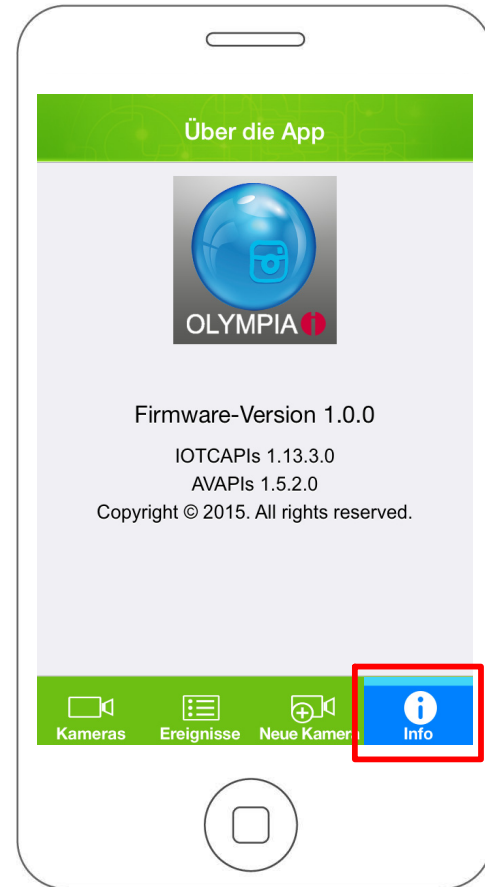 Über die App
OLYMPIA
Firmware-Version 1.0.0
IOTCAPIs 1.13.3.0
AVAPIs 1.5.2.0
Copyright © 2015. All rights reserved.
Kameras Ereignisse Neue Kamera Info